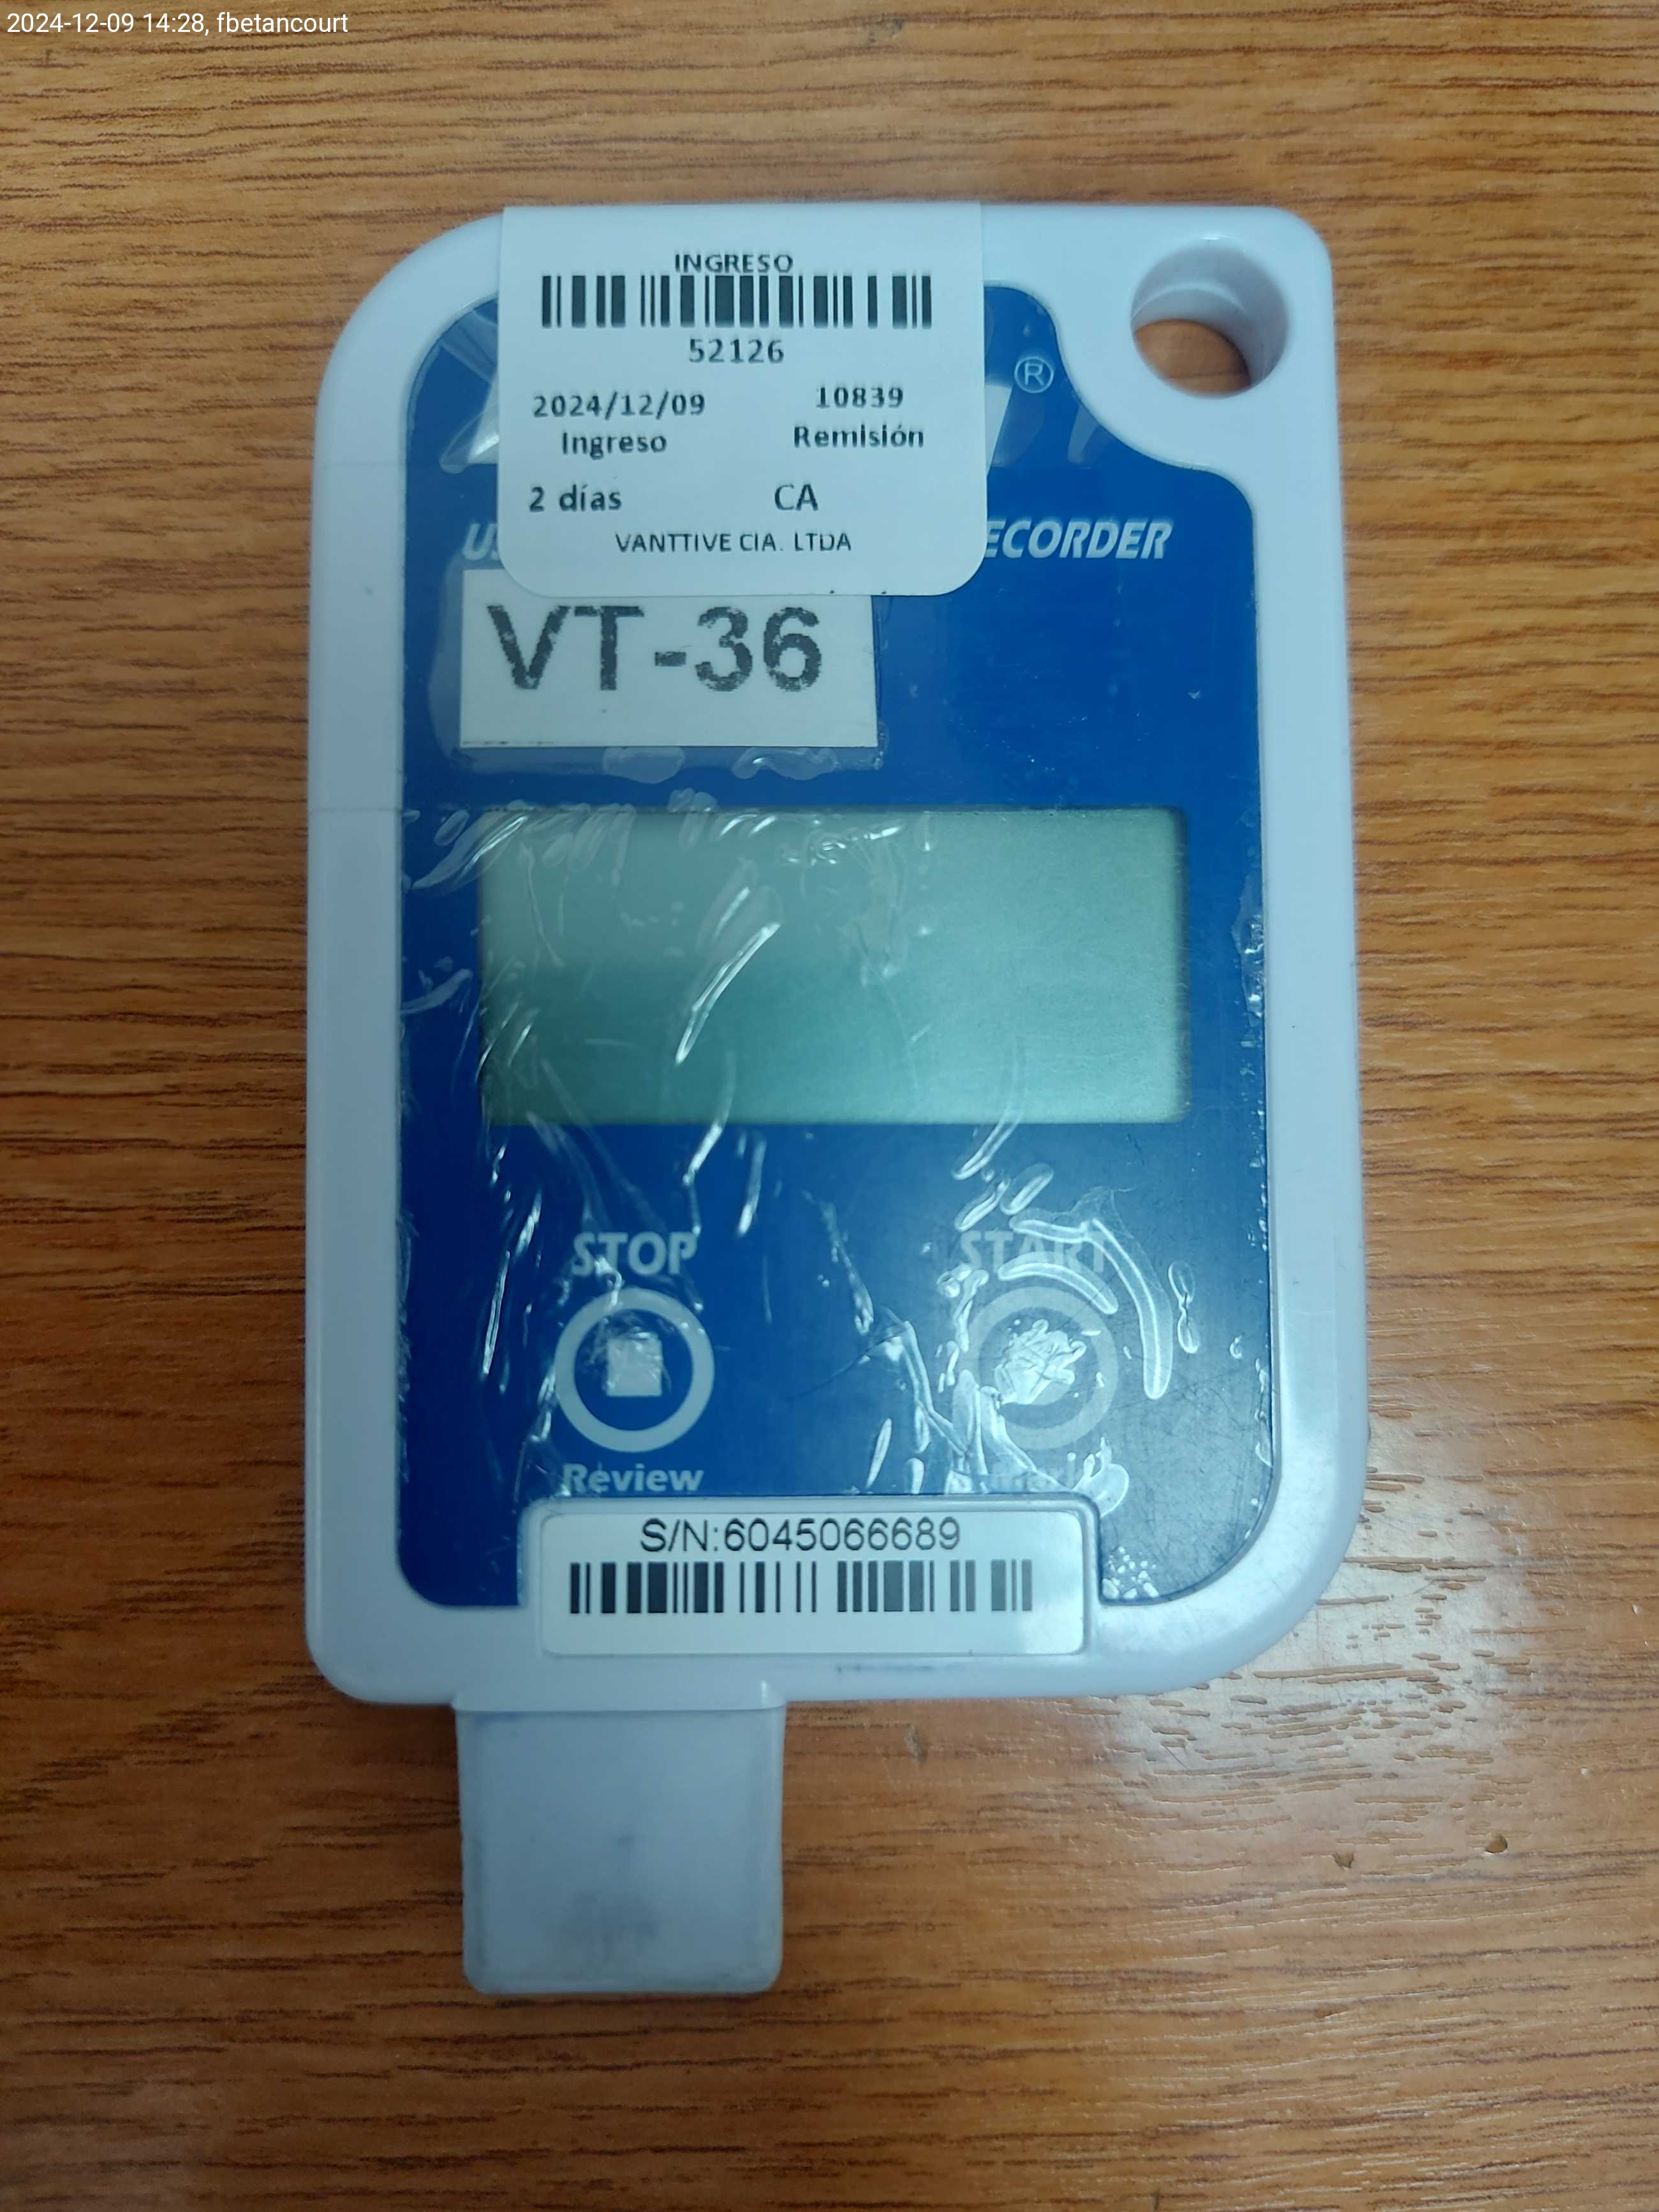 2024-12-09 14:28, fbetancourt
INGRESO
52126
2024/12/09 10839
Ingreso Remisión
2 días CA
VANTTIVE CIA. LTDA
®
VT-36
STOP START
Review
S/N:6045066689